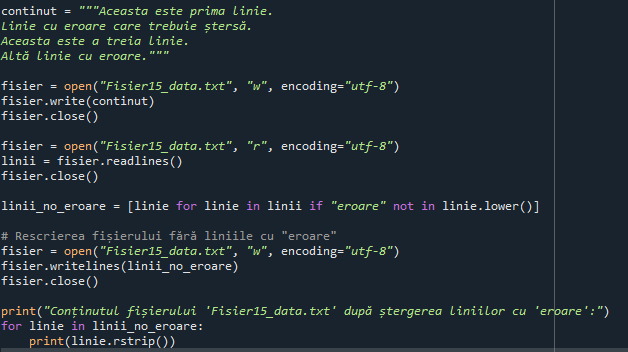 continut = """Aceasta este prima linie.
Linie cu eroare care trebuie ștersă.
Aceasta este a treia linie.
Altă linie cu eroare."""
fisier = open("Fisier15_data.txt", "w", encoding="utf-8")
fisier.write(continut)
fisier.close()
fisier = open("Fisier15_data.txt", "r", encoding="utf-8")
linii = fisier.readlines()
fisier.close()
linii_no_eroare = [linie for linie in linii if "eroare" not in linie.lower()]
# Rescrierea fișierului fără liniile cu "eroare"
fisier = open("Fisier15_data.txt", "w", encoding="utf-8")
fisier.writelines(linii_no_eroare)
fisier.close()
print("Conținutul fișierului 'Fisier15_data.txt' după ștergerea liniilor cu 'eroare':")
for linie in linii_no_eroare:
    print(linie.rstrip())